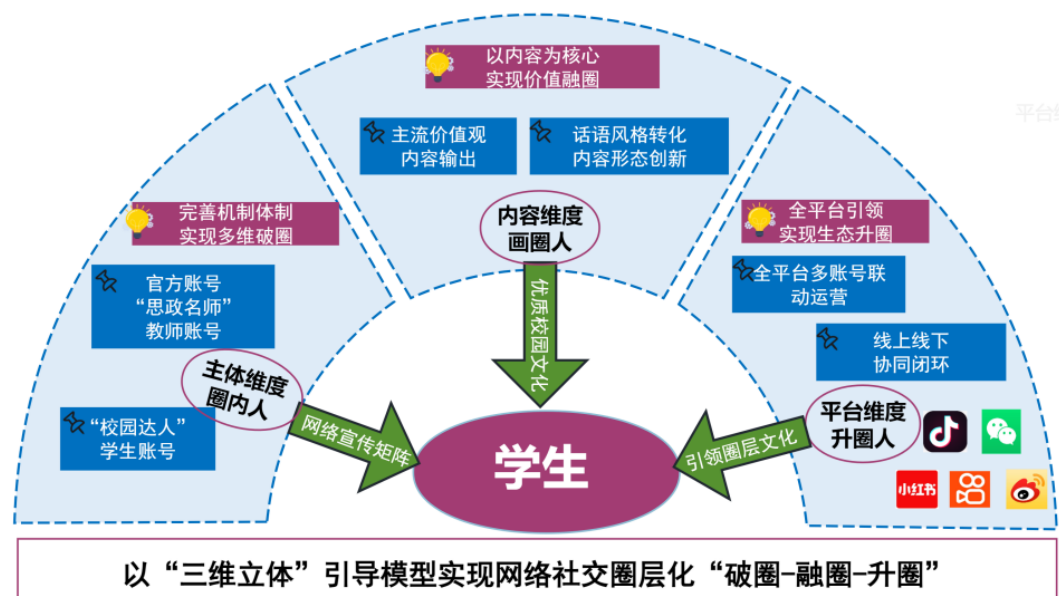 以内容为核心
实现价值融圈
主流价值观
内容输出
话语风格转化
内容形态创新
内容维度
画圈人
优质校园文化
完善机制体制
实现多维破圈
官方账号
“思政名师”
教师账号
主体维度
圈内人
“校园达人”
学生账号
网络宣传矩阵
全平台引领
实现生态升圈
全平台多账号联
动运营
线上线下
协同闭环
平台维度
升圈人
引领圈层文化
小红书
学生
平台维
以“三维立体”引导模型实现网络社交圈层化“破圈-融圈-升圈”